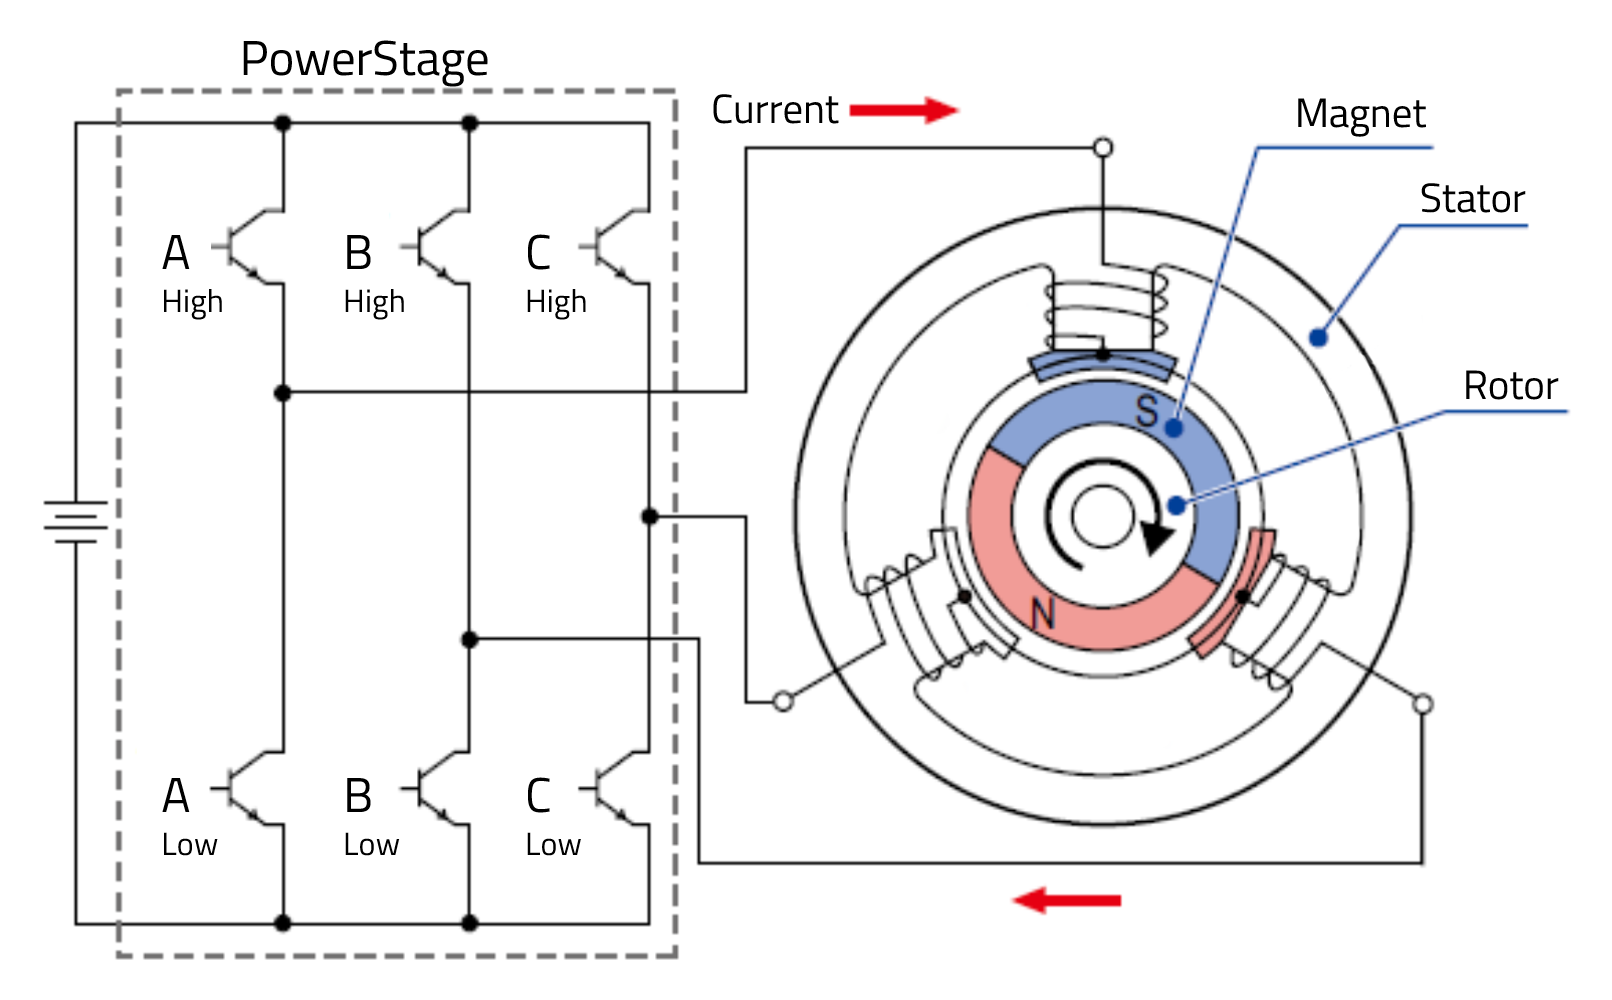 PowerStage
Current
Magnet
Stator
Rotor
A
High
B
High
C
High
S
N
A
Low
B
Low
C
Low